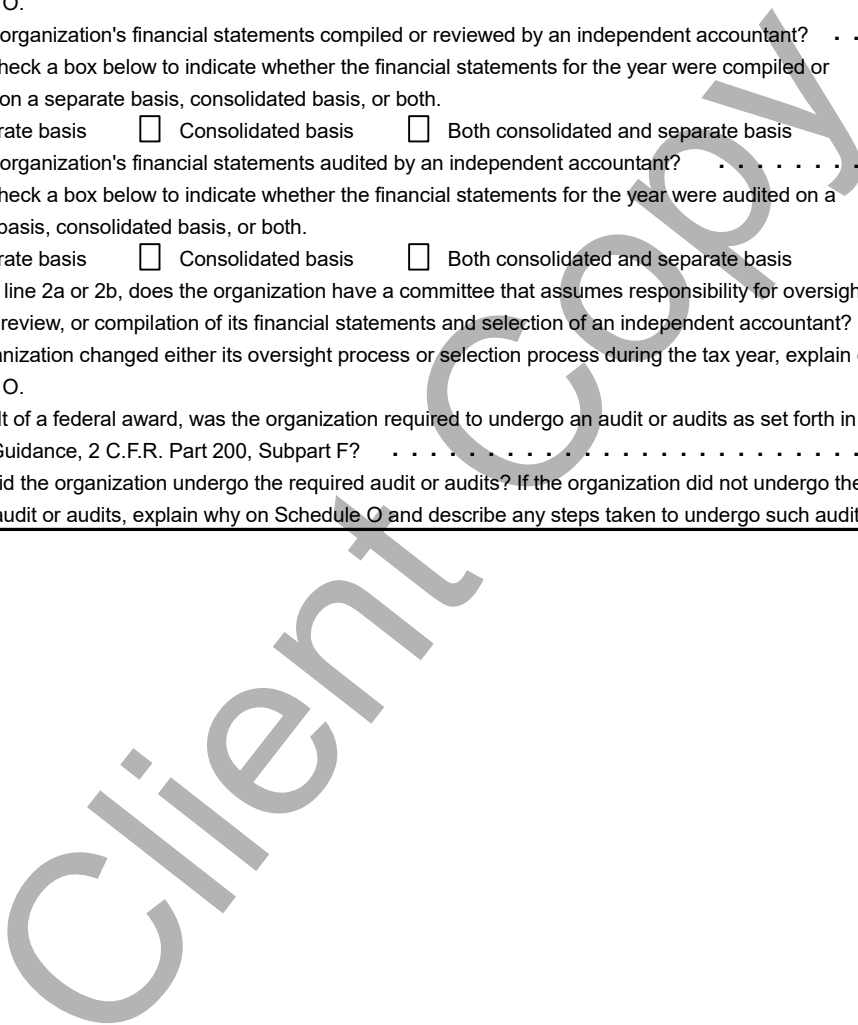 O.
organization's financial statements compiled or reviewed by an independent accountant? . .
heck a box below to indicate whether the financial statements for the year were compiled or
on a separate basis, consolidated basis, or both.
rate basis Consolidated basis Both consolidated and separate basis
organization's financial statements audited by an independent accountant? . . . . . . . .
heck a box below to indicate whether the financial statements for the year were audited on a
basis, consolidated basis, or both.
rate basis Consolidated basis Both consolidated and separate basis
line 2a or 2b, does the organization have a committee that assumes responsibility for oversigh
review, or compilation of its financial statements and selection of an independent accountant?
anization changed either its oversight process or selection process during the tax year, explain
O.
lt of a federal award, was the organization required to undergo an audit or audits as set forth in
Guidance, 2 C.F.R. Part 200, Subpart F? . . . . . . . . . . . . . . . . . . . . . . . . .
id the organization undergo the required audit or audits? If the organization did not undergo the
audit or audits, explain why on Schedule O and describe any steps taken to undergo such audit
Client Copy